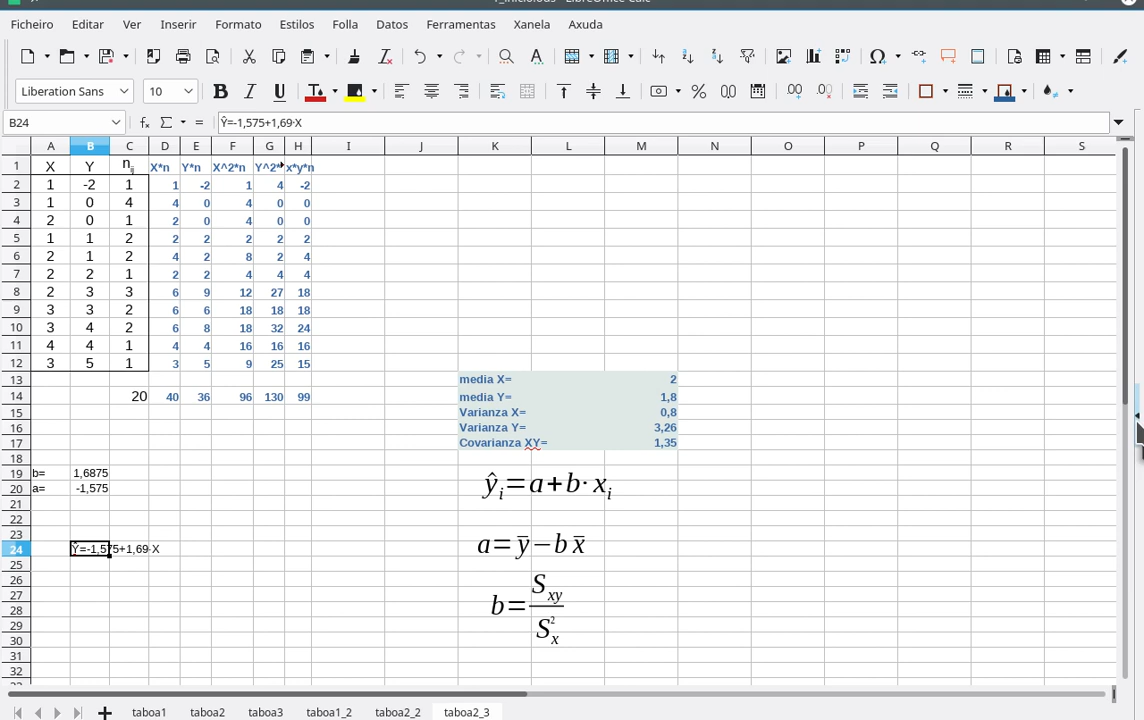 Ficheiro Editar Ver Inserir Formato Estilos Folla Datos Ferramentas Xanela Axuda
Liberation Sans 10
B24 Ŷ=-1,575+1,69·X
A B C D E F G H I J K L M N O P Q R S
1 X Y n_ij X*n Y*n X^2*n Y^2* x*y*n
2 1 -2 1 1 -2 1 4 -2
3 1 0 4 4 0 4 0 0
4 2 0 1 2 0 4 0 0
5 1 1 2 2 2 2 2 2
6 2 1 2 4 2 8 2 4
7 2 2 1 2 2 4 4 4
8 2 3 3 6 9 12 27 18
9 3 3 2 6 6 18 18 18
10 3 4 2 6 8 18 32 24
11 4 4 1 4 4 16 16 16
12 3 5 1 3 5 9 25 15
13 media X= 2
14 20 40 36 96 130 99 media Y= 1,8
15 Varianza X= 0,8
16 Varianza Y= 3,26
17 Covarianza XY= 1,35
18
19 b= 1,6875
20 a= -1,575
ŷ_i=a+b·x_i
21
22
23
24 Ŷ=-1,575+1,69·X
a=ȳ−b x̄
25
26
27
28
b=S_xy/S_x^2
29
30
31
32
taboa1 taboa2 taboa3 taboa1_2 taboa2_2 taboa2_3